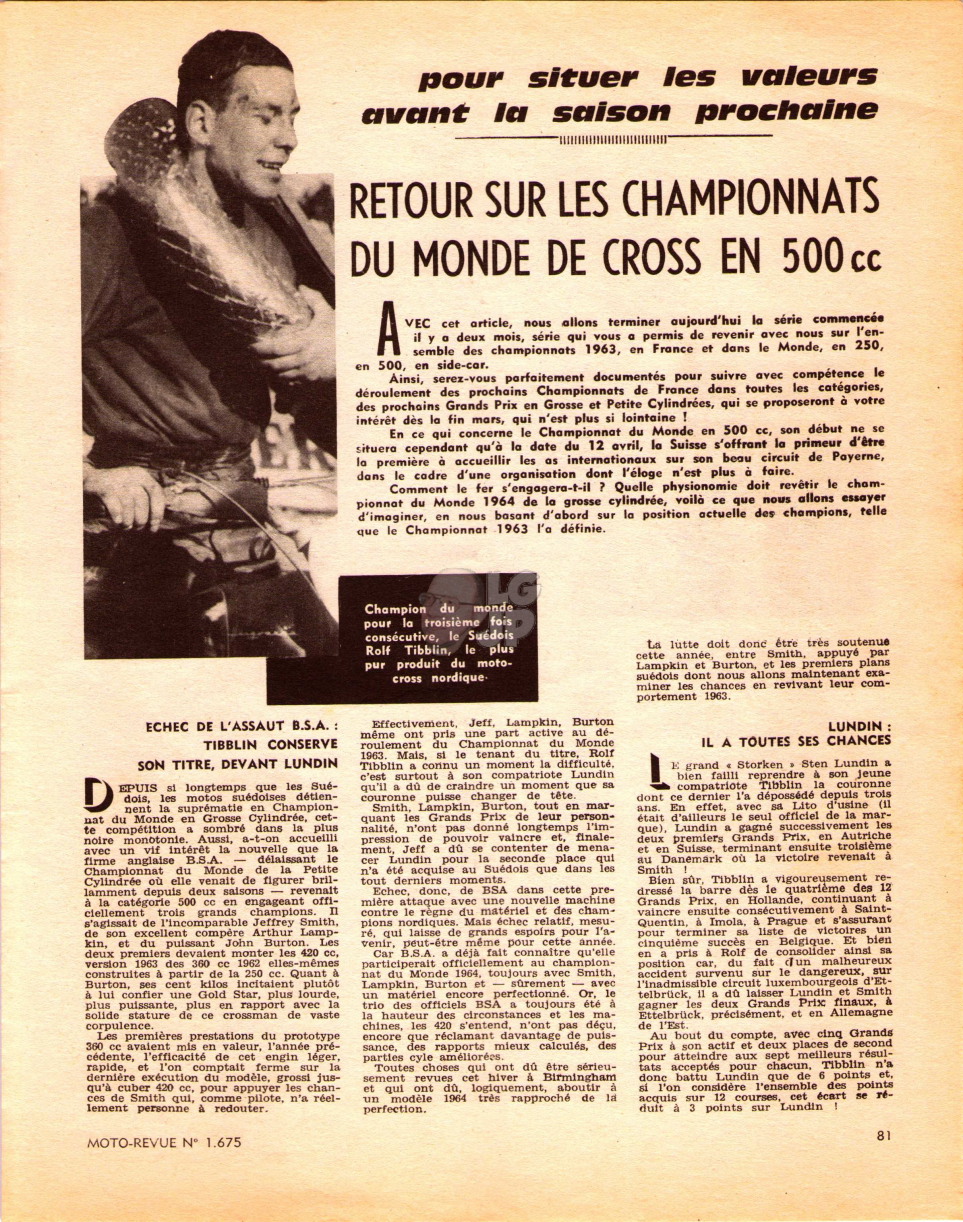 pour situer les valeurs
avant la saison prochaine
RETOUR SUR LES CHAMPIONNATS
DU MONDE DE CROSS EN 500 cc
AVEC cet article, nous allons terminer aujourd'hui la série commencée
il y a deux mois, série qui vous a permis de revenir avec nous sur l'en-
semble des championnats 1963, en France et dans le Monde, en 250,
en 500, en side-car.
Ainsi, serez-vous parfaitement documentés pour suivre avec compétence le
déroulement des prochains Championnats de France dans toutes les catégories,
des prochains Grands Prix en Grosse et Petite Cylindrées, qui se proposeront à votre
intérêt dès la fin mars, qui n'est plus si lointaine !
En ce qui concerne le Championnat du Monde en 500 cc, son début ne se
situera cependant qu'à la date du 12 avril, la Suisse s'offrant la primeur d'être
la première à accueillir les as internationaux sur son beau circuit de Payerne,
dans le cadre d'une organisation dont l'éloge n'est plus à faire.
Comment le fer s'engagera-t-il ? Quelle physionomie doit revêtir le cham-
pionnat du Monde 1964 de la grosse cylindrée, voilà ce que nous allons essayer
d'imaginer, en nous basant d'abord sur la position actuelle des champions, telle
que le Championnat 1963 l'a définie.
LG
UP
Champion du monde
pour la troisième fois
consécutive, le Suédois
Rolf Tibblin, le plus
pur produit du moto-
cross nordique.
ECHEC DE L'ASSAUT B.S.A. :
TIBBLIN CONSERVE
SON TITRE, DEVANT LUNDIN
DEPUIS si longtemps que les Sué-
dois, les motos suédoises détien-
nent la suprématie en Champion-
nat du Monde en Grosse Cylindrée, cet-
te compétition a sombré dans la plus
noire monotonie. Aussi, a-t-on accueilli
avec un vif intérêt la nouvelle que la
firme anglaise B.S.A. — délaissant le
Championnat du Monde de la Petite
Cylindrée où elle venait de figurer bril-
lamment depuis deux saisons — revenait
à la catégorie 500 cc en engageant offi-
ciellement trois grands champions. Il
s'agissait de l'incomparable Jeffrey Smith,
de son excellent compère Arthur Lamp-
kin, et du puissant John Burton. Les
deux premiers devaient monter les 420 cc,
version 1963 des 360 cc 1962 elles-mêmes
construites à partir de la 250 cc. Quant à
Burton, ses cent kilos incitaient plutôt
à lui confier une Gold Star, plus lourde,
plus puissante, plus en rapport avec la
solide stature de ce crossman de vaste
corpulence.
Les premières prestations du prototype
360 cc avaient mis en valeur, l'année pré-
cédente, l'efficacité de cet engin léger,
rapide, et l'on comptait ferme sur la
dernière exécution du modèle, grossi jus-
qu'à cuber 420 cc, pour appuyer les chan-
ces de Smith qui, comme pilote, n'a réel-
lement personne à redouter.
Effectivement, Jeff, Lampkin, Burton
même ont pris une part active au dé-
roulement du Championnat du Monde
1963. Mais, si le tenant du titre, Rolf
Tibblin a connu un moment la difficulté,
c'est surtout à son compatriote Lundin
qu'il a dû de craindre un moment que sa
couronne puisse changer de tête.
Smith, Lampkin, Burton, tout en mar-
quant les Grands Prix de leur person-
nalité, n'ont pas donné longtemps l'im-
pression de pouvoir vaincre et, finale-
ment, Jeff a dû se contenter de mena-
cer Lundin pour la seconde place qui
n'a été acquise au Suédois que dans les
tout derniers moments.
Echec, donc, de BSA dans cette pre-
mière attaque avec une nouvelle machine
contre le règne du matériel et des cham-
pions nordiques. Mais échec relatif, mesu-
ré, qui laisse de grands espoirs pour l'a-
venir, peut-être même pour cette année.
Car B.S.A. a déjà fait connaître qu'elle
participerait officiellement au champion-
nat du Monde 1964, toujours avec Smith,
Lampkin, Burton et — sûrement — avec
un matériel encore perfectionné. Or, le
trio des officiels BSA a toujours été à
la hauteur des circonstances et les ma-
chines, les 420 s'entend, n'ont pas déçu,
encore que réclamant davantage de puis-
sance, des rapports mieux calculés, des
parties cyle améliorées.
Toutes choses qui ont dû être sérieu-
sement revues cet hiver à Birmingham
et qui ont dû, logiquement, aboutir à
un modèle 1964 très rapproché de la
perfection.
La lutte doit donc être très soutenue
cette année, entre Smith, appuyé par
Lampkin et Burton, et les premiers plans
suédois dont nous allons maintenant exa-
miner les chances en revivant leur com-
portement 1963.
LUNDIN :
IL A TOUTES SES CHANCES
LE grand « Storken » Sten Lundin a
bien failli reprendre à son jeune
compatriote Tibblin la couronne
dont ce dernier l'a dépossédé depuis trois
ans. En effet, avec sa Lito d'usine (il
était d'ailleurs le seul officiel de la mar-
que), Lundin a gagné successivement les
deux premiers Grands Prix, en Autriche
et en Suisse, terminant ensuite troisième
au Danemark où la victoire revenait à
Smith !
Bien sûr, Tibblin a vigoureusement re-
dressé la barre dès le quatrième des 12
Grands Prix, en Hollande, continuant à
vaincre ensuite consécutivement à Saint-
Quentin, à Imola, à Prague et s'assurant
pour terminer sa liste de victoires un
cinquième succès en Belgique. Et bien
en a pris à Rolf de consolider ainsi sa
position car, du fait d'un malheureux
accident survenu sur le dangereux, sur
l'inadmissible circuit luxembourgeois d'Et-
telbrück, il a dû laisser Lundin et Smith
gagner les deux Grands Prix finaux, à
Ettelbrück, précisément, et en Allemagne
de l'Est.
Au bout du compte, avec cinq Grands
Prix à son actif et deux places de second
pour atteindre aux sept meilleurs résul-
tats acceptés pour chacun, Tibblin n'a
donc battu Lundin que de 6 points et,
si l'on considère l'ensemble des points
acquis sur 12 courses, cet écart se ré-
duit à 3 points sur Lundin !
MOTO-REVUE N° 1.675
81